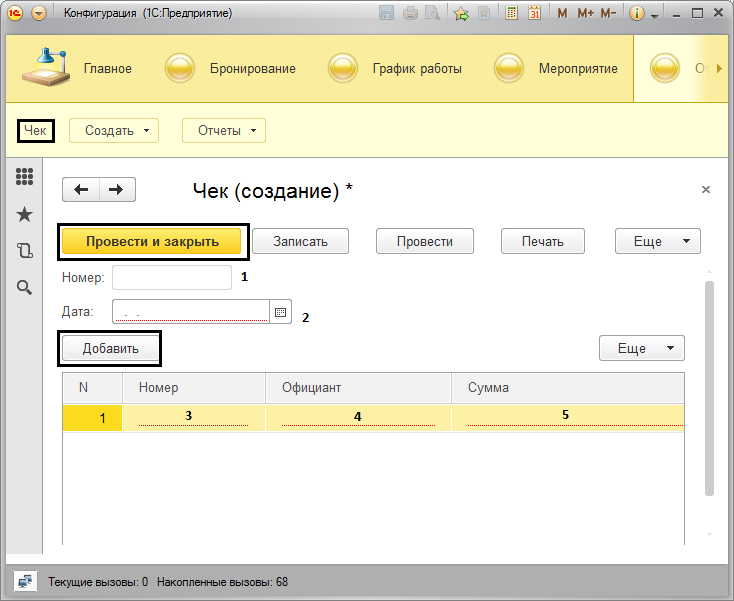 1С Конфигурация (1С:Предприятие) 31 M M+ M- i
Главное Бронирование График работы Мероприятие
Чек Создать Отчеты
Чек (создание) * ×
Провести и закрыть Записать Провести Печать Еще
Номер: 1
Дата: . . 2
Добавить Еще
N Номер Официант Сумма
1 3 4 5
Текущие вызовы: 0 Накопленные вызовы: 68